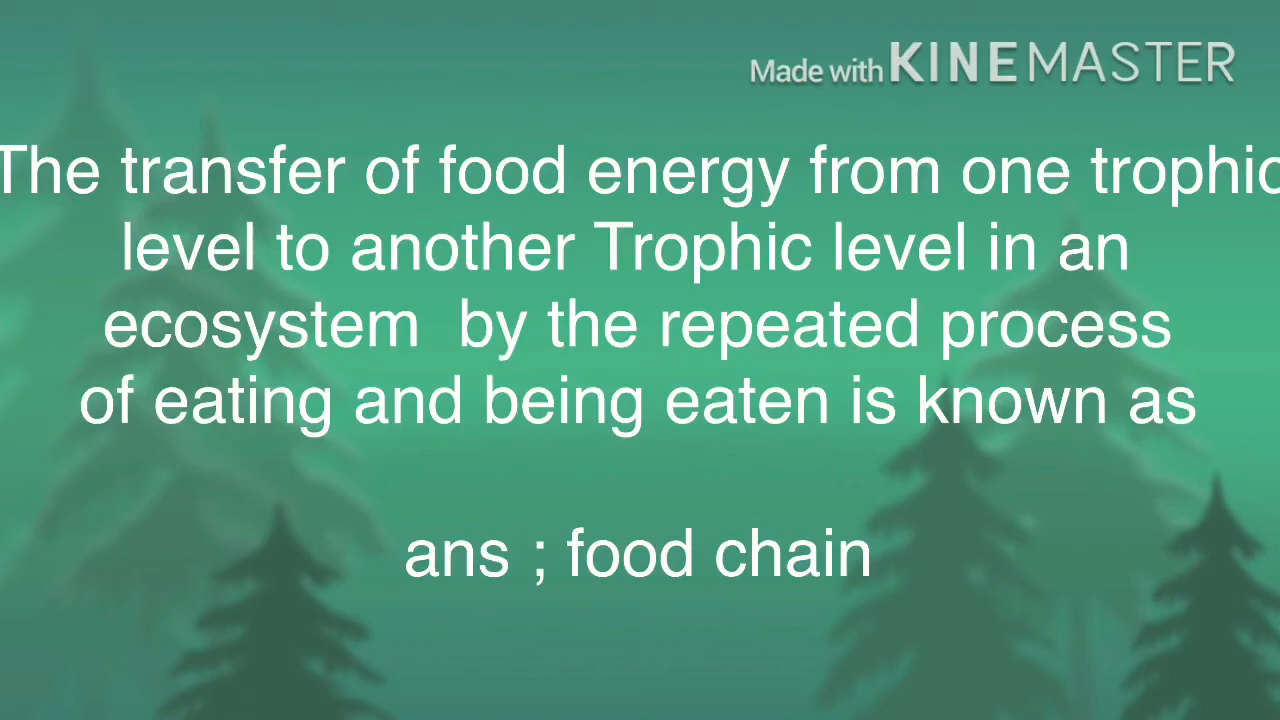 Made with KINEMASTER
The transfer of food energy from one trophic
level to another Trophic level in an
ecosystem  by the repeated process
of eating and being eaten is known as
ans ; food chain